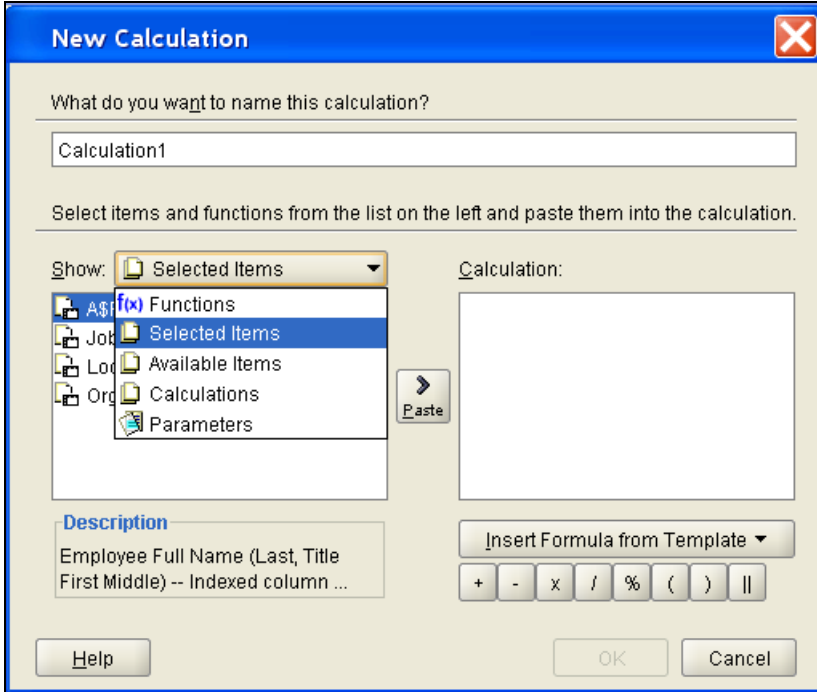 New Calculation
What do you want to name this calculation?
Calculation1
Select items and functions from the list on the left and paste them into the calculation.
Show: Selected Items
Calculation:
f(x) Functions
Selected Items
Available Items
Calculations
Parameters
Paste
Description
Employee Full Name (Last, Title
First Middle) -- Indexed column ...
Insert Formula from Template
+ - x / % ( ) ||
Help
OK
Cancel